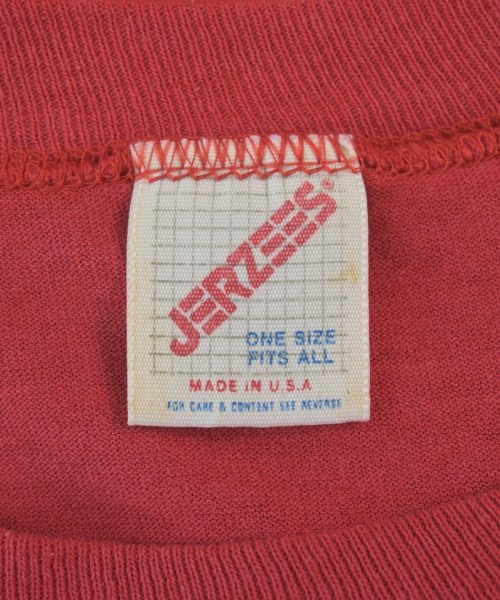 JERZEES®
ONE SIZE
FITS ALL
MADE IN U.S.A
FOR CARE & CONTENT SEE REVERSE